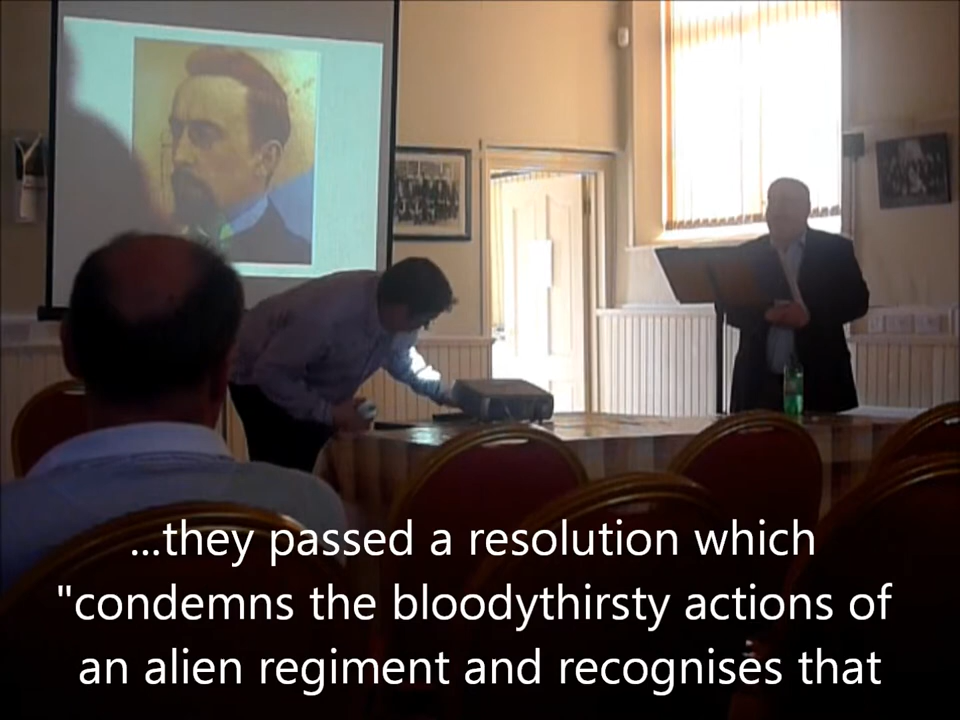 ...they passed a resolution which
"condemns the bloodythirsty actions of
an alien regiment and recognises that